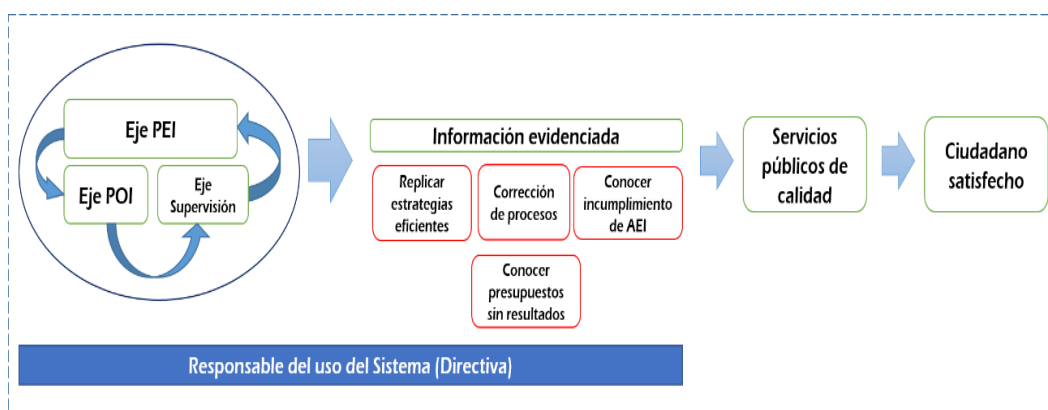 Eje PEI
Eje POI
Eje
Supervisión
Información evidenciada
Replicar
estrategias
eficientes
Corrección
de procesos
Conocer
incumplimiento
de AEI
Conocer
presupuestos
sin resultados
Servicios
públicos de
calidad
Ciudadano
satisfecho
Responsable del uso del Sistema (Directiva)